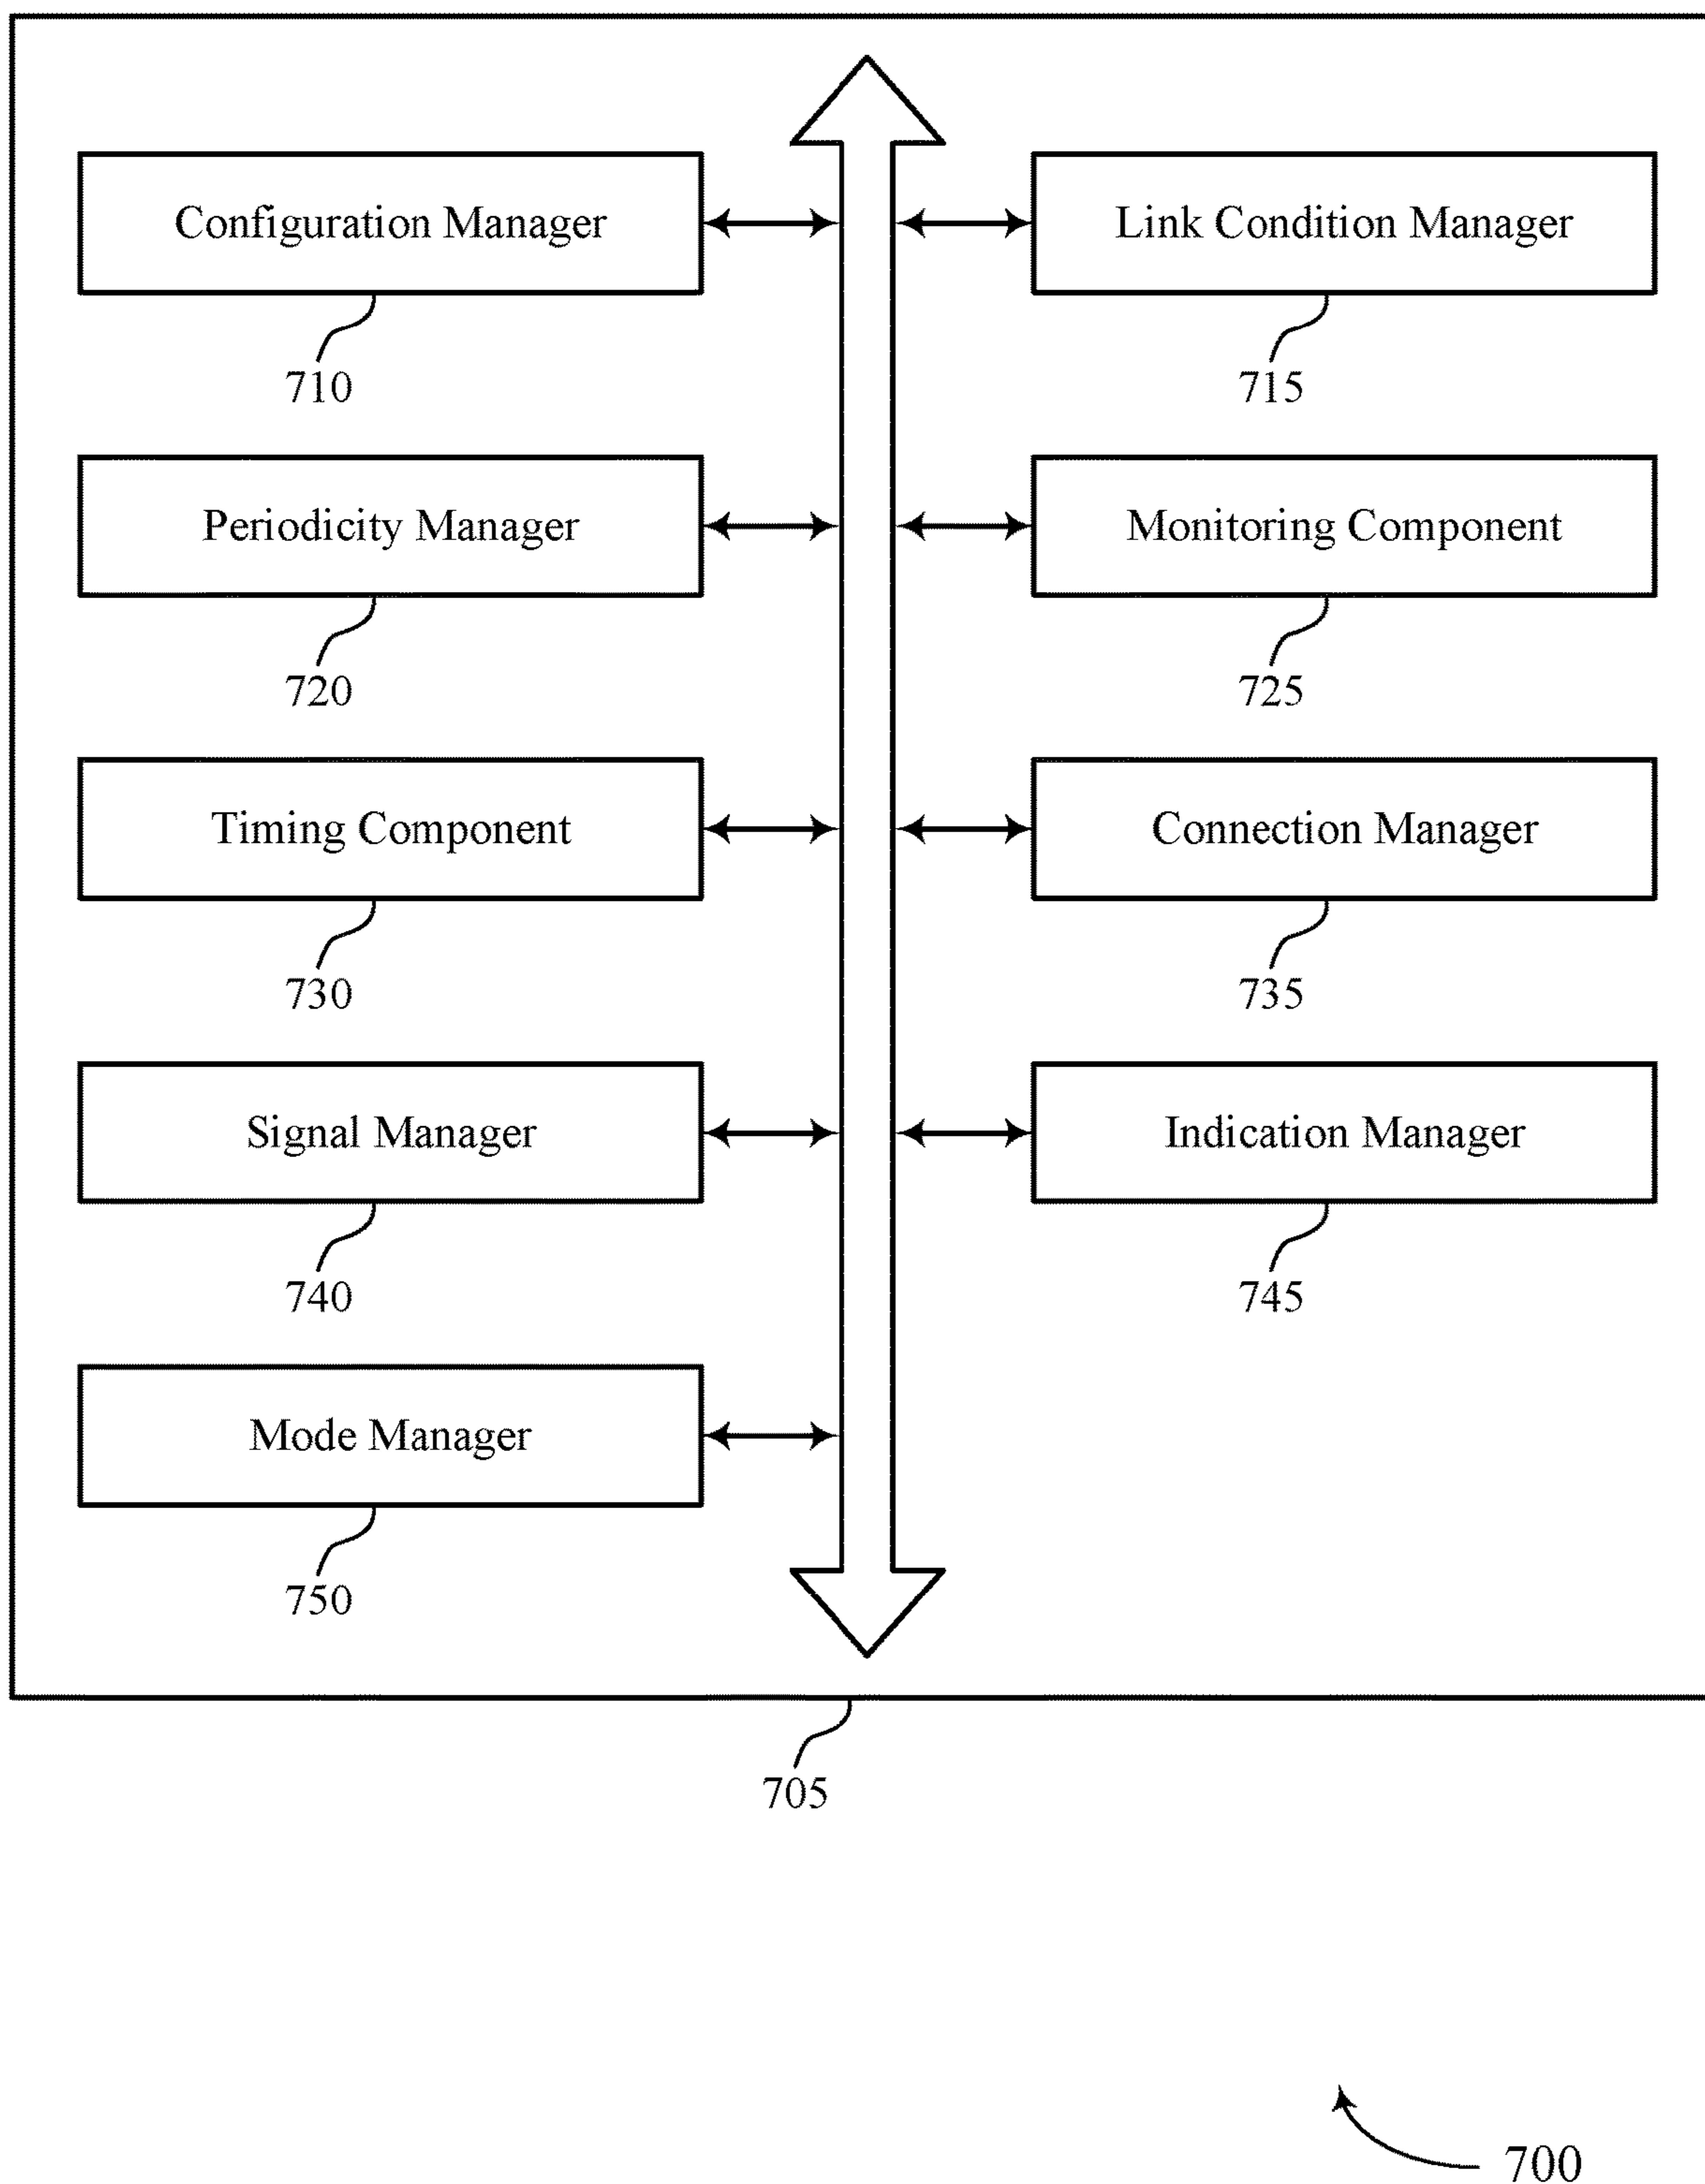 Configuration Manager
Link Condition Manager
710
715
Periodicity Manager
Monitoring Component
720
725
Timing Component
Connection Manager
730
735
Signal Manager
Indication Manager
740
745
Mode Manager
750
705
700